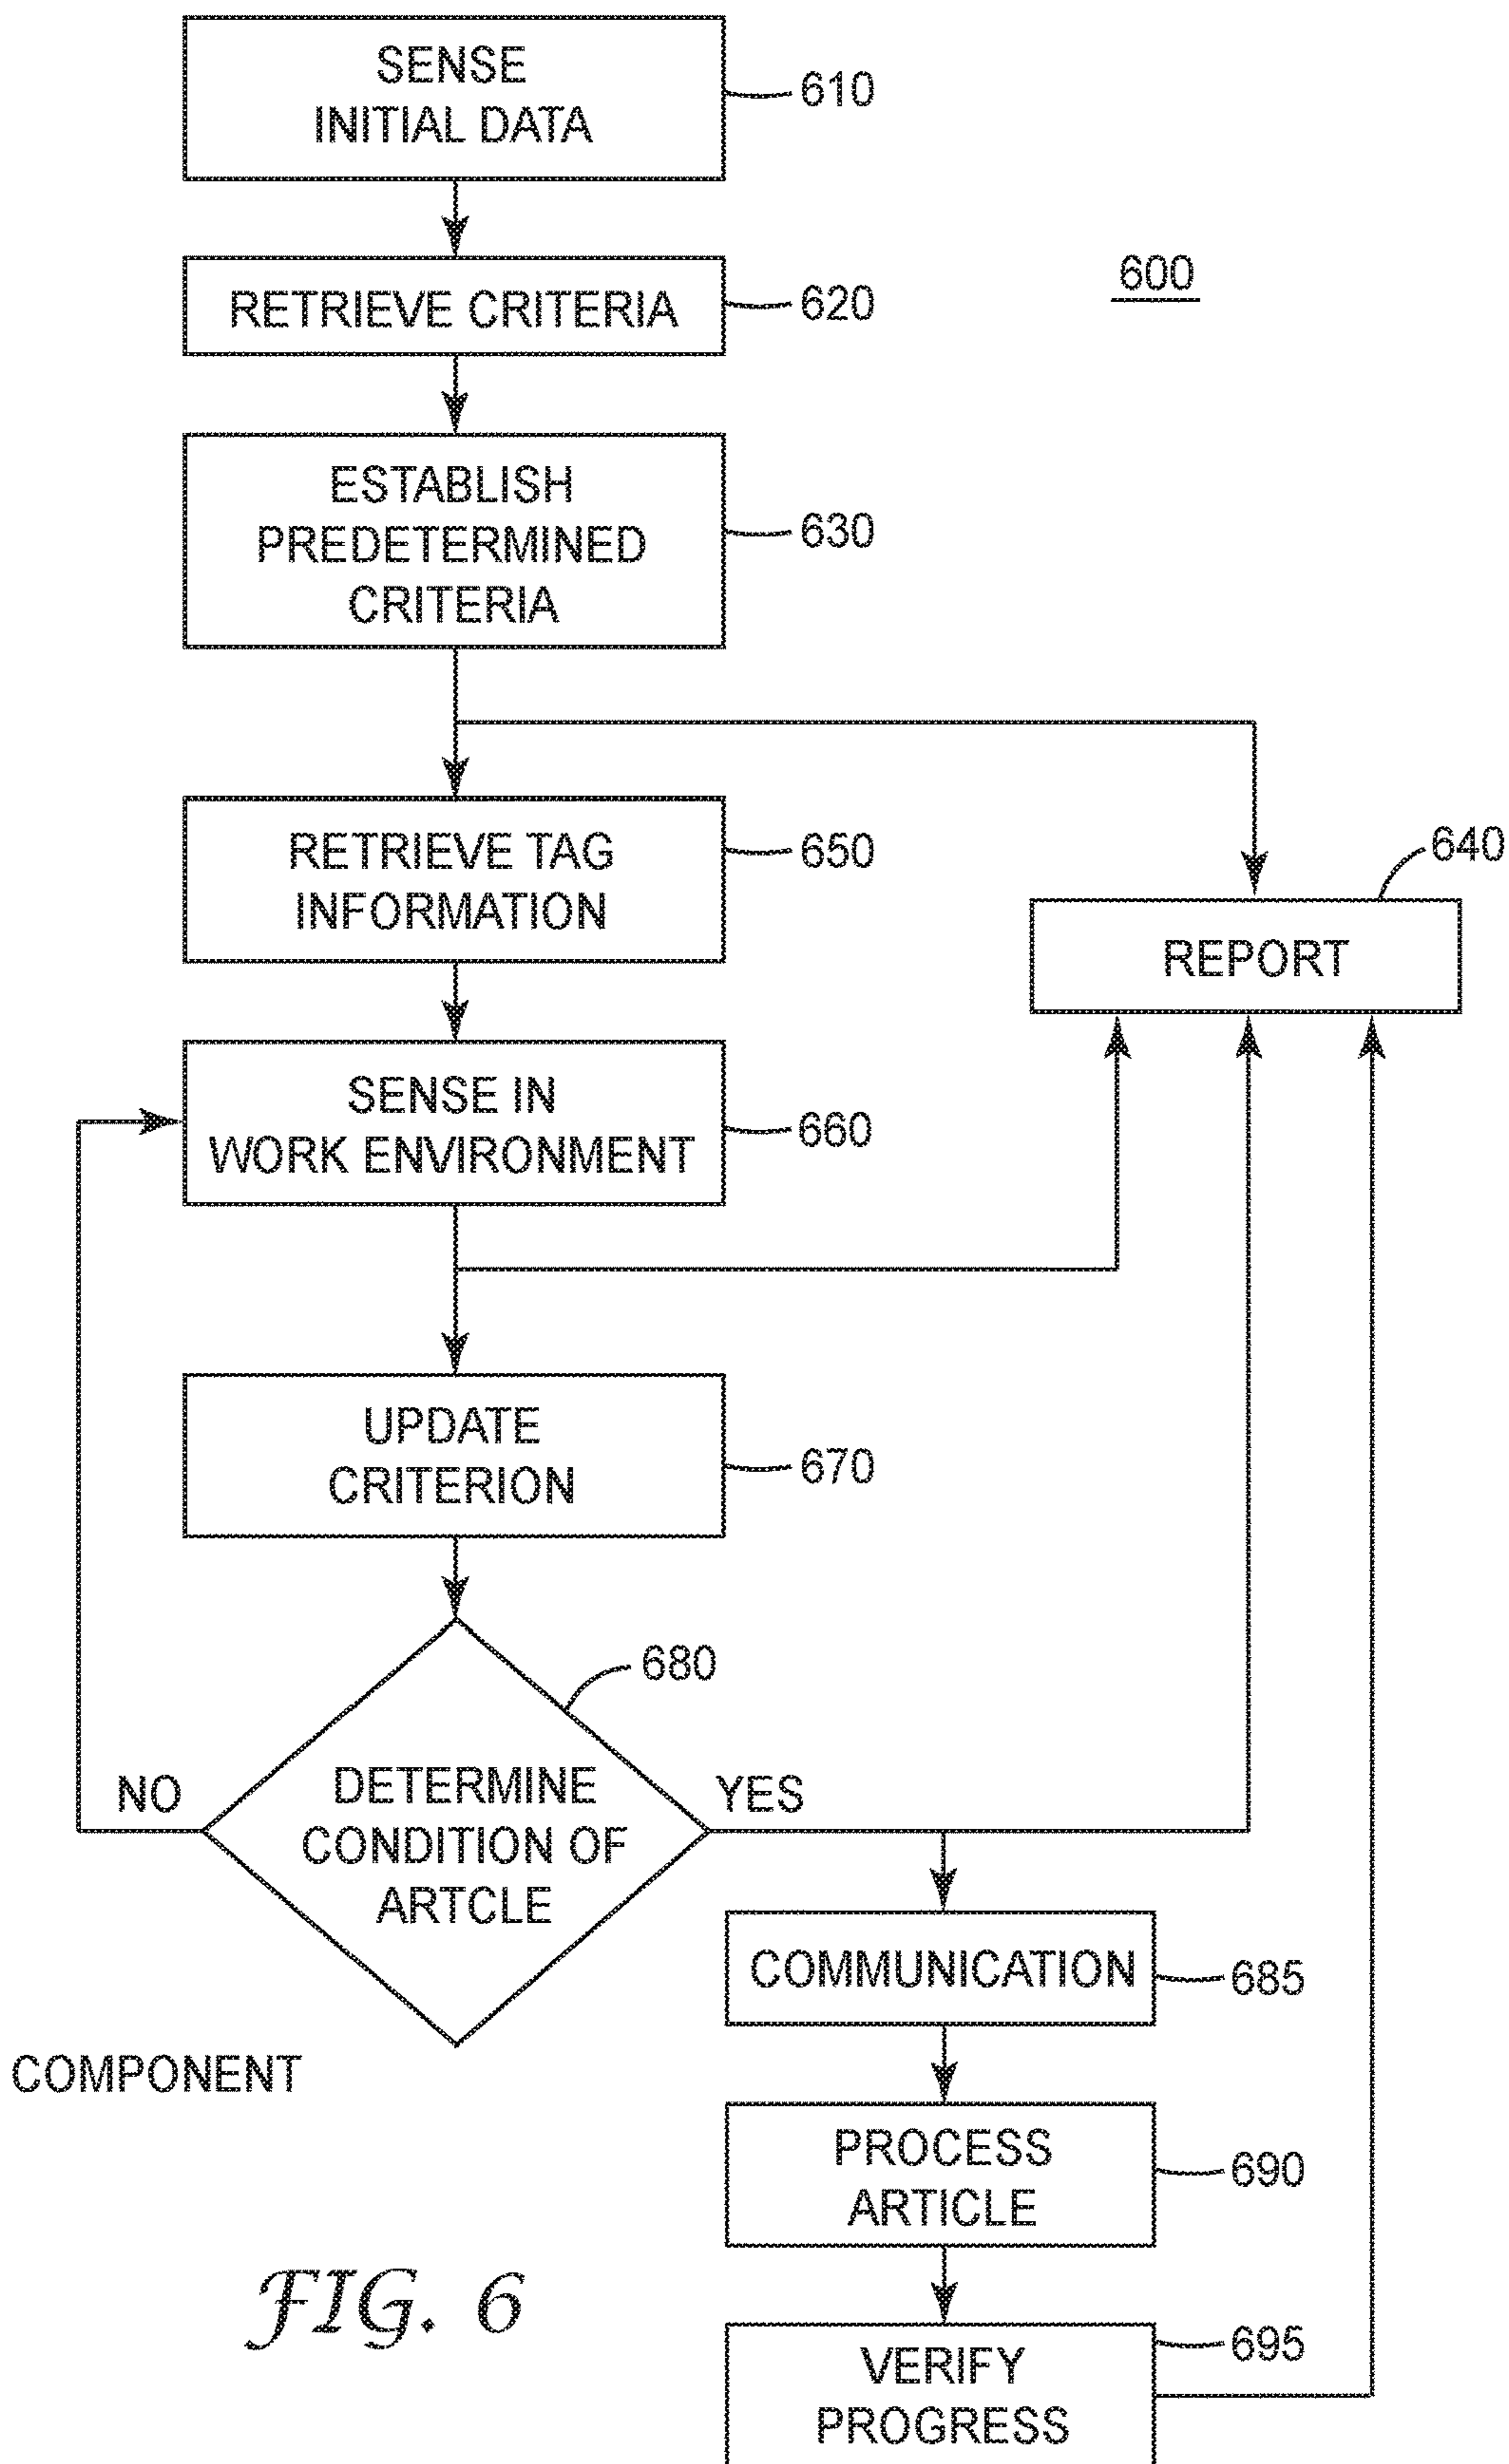 SENSE
INITIAL DATA
610
RETRIEVE CRITERIA
620
600
ESTABLISH
PREDETERMINED
CRITERIA
630
RETRIEVE TAG
INFORMATION
650
640
REPORT
SENSE IN
WORK ENVIRONMENT
660
UPDATE
CRITERION
670
680
NO
DETERMINE
CONDITION OF
ARTCLE
YES
COMMUNICATION
685
COMPONENT
PROCESS
ARTICLE
690
FIG. 6
VERIFY
PROGRESS
695